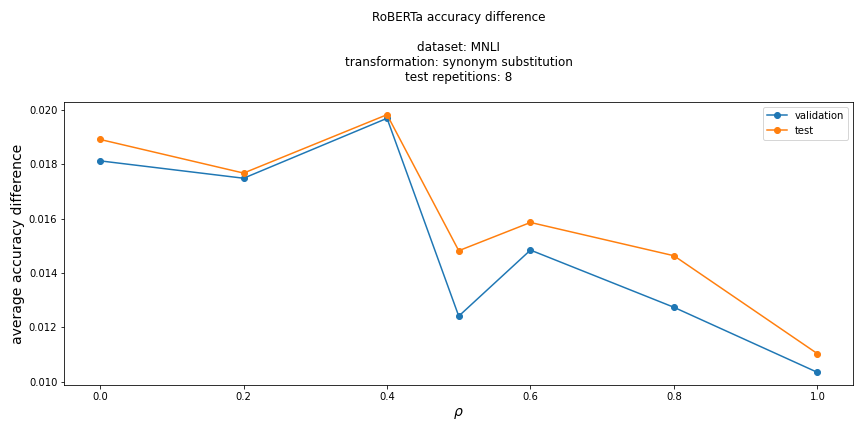 RoBERTa accuracy difference
dataset: MNLI
transformation: synonym substitution
test repetitions: 8
validation
test
average accuracy difference
0.020
0.018
0.016
0.014
0.012
0.010
0.0 0.2 0.4 0.6 0.8 1.0
ρ